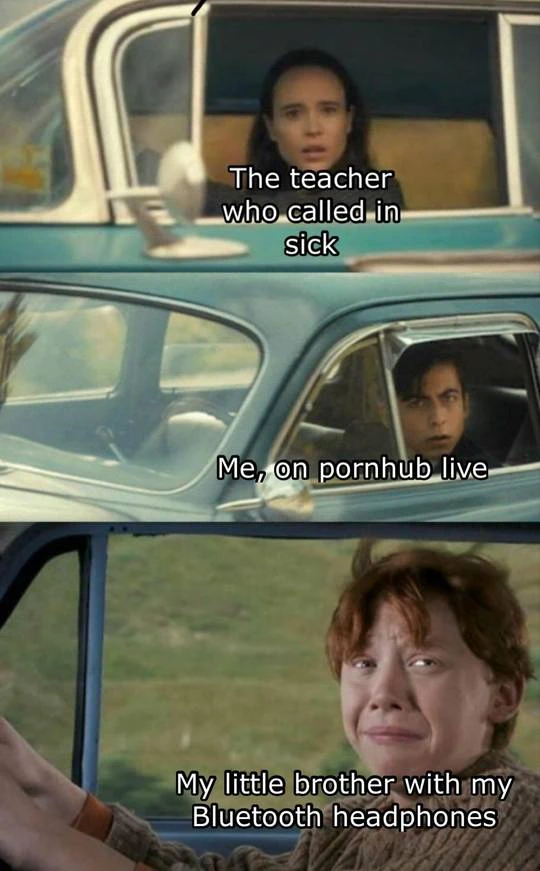 The teacher
who called in
sick
Me, on pornhub live
My little brother with my
Bluetooth headphones